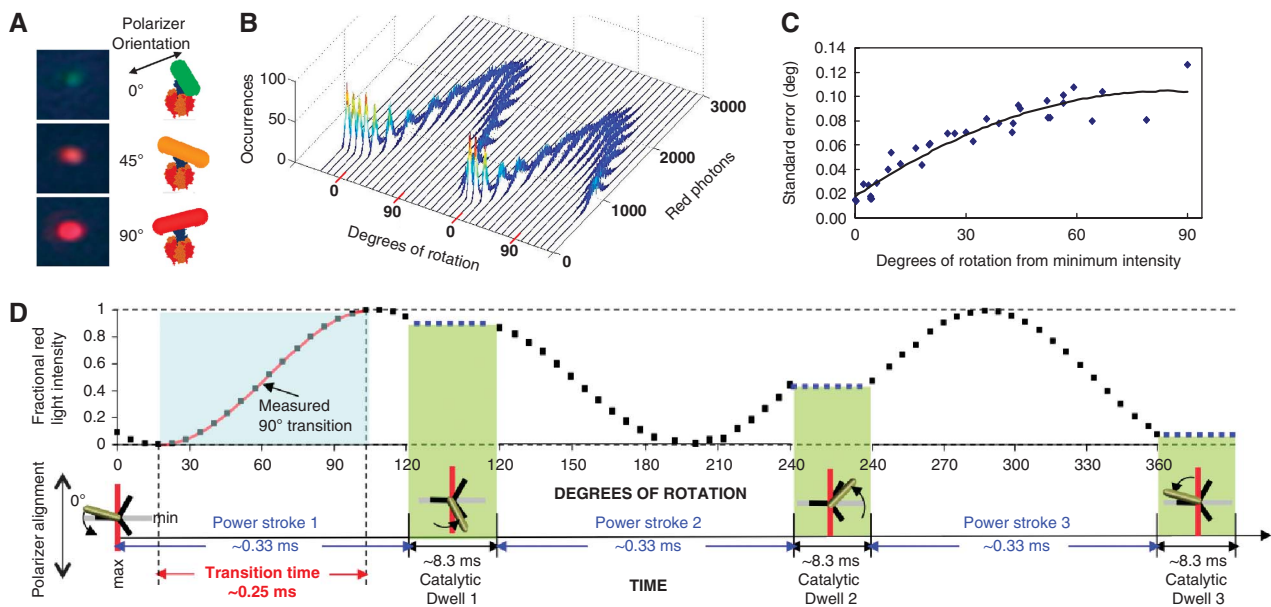 A
Polarizer
Orientation
0°
45°
90°
B
Occurrences
100
50
0
0
90
0
90
Degrees of rotation
0
1000
2000
3000
Red photons
C
Standard error (deg)
0.14
0.12
0.10
0.08
0.06
0.04
0.02
0.00
0 30 60 90
Degrees of rotation from minimum intensity
D
Fractional red
light intensity
1
0.8
0.6
0.4
0.2
0
Measured
90° transition
0 30 60 90 120 120 150 180 210 240 240 270 300 330 360
DEGREES OF ROTATION
Polarizer alignment
0°
min
max
Power stroke 1
~0.33 ms
Transition time
~0.25 ms
~8.3 ms
Catalytic
Dwell 1
Power stroke 2
~0.33 ms
TIME
~8.3 ms
Catalytic
Dwell 2
Power stroke 3
~0.33 ms
~8.3 ms
Catalytic
Dwell 3